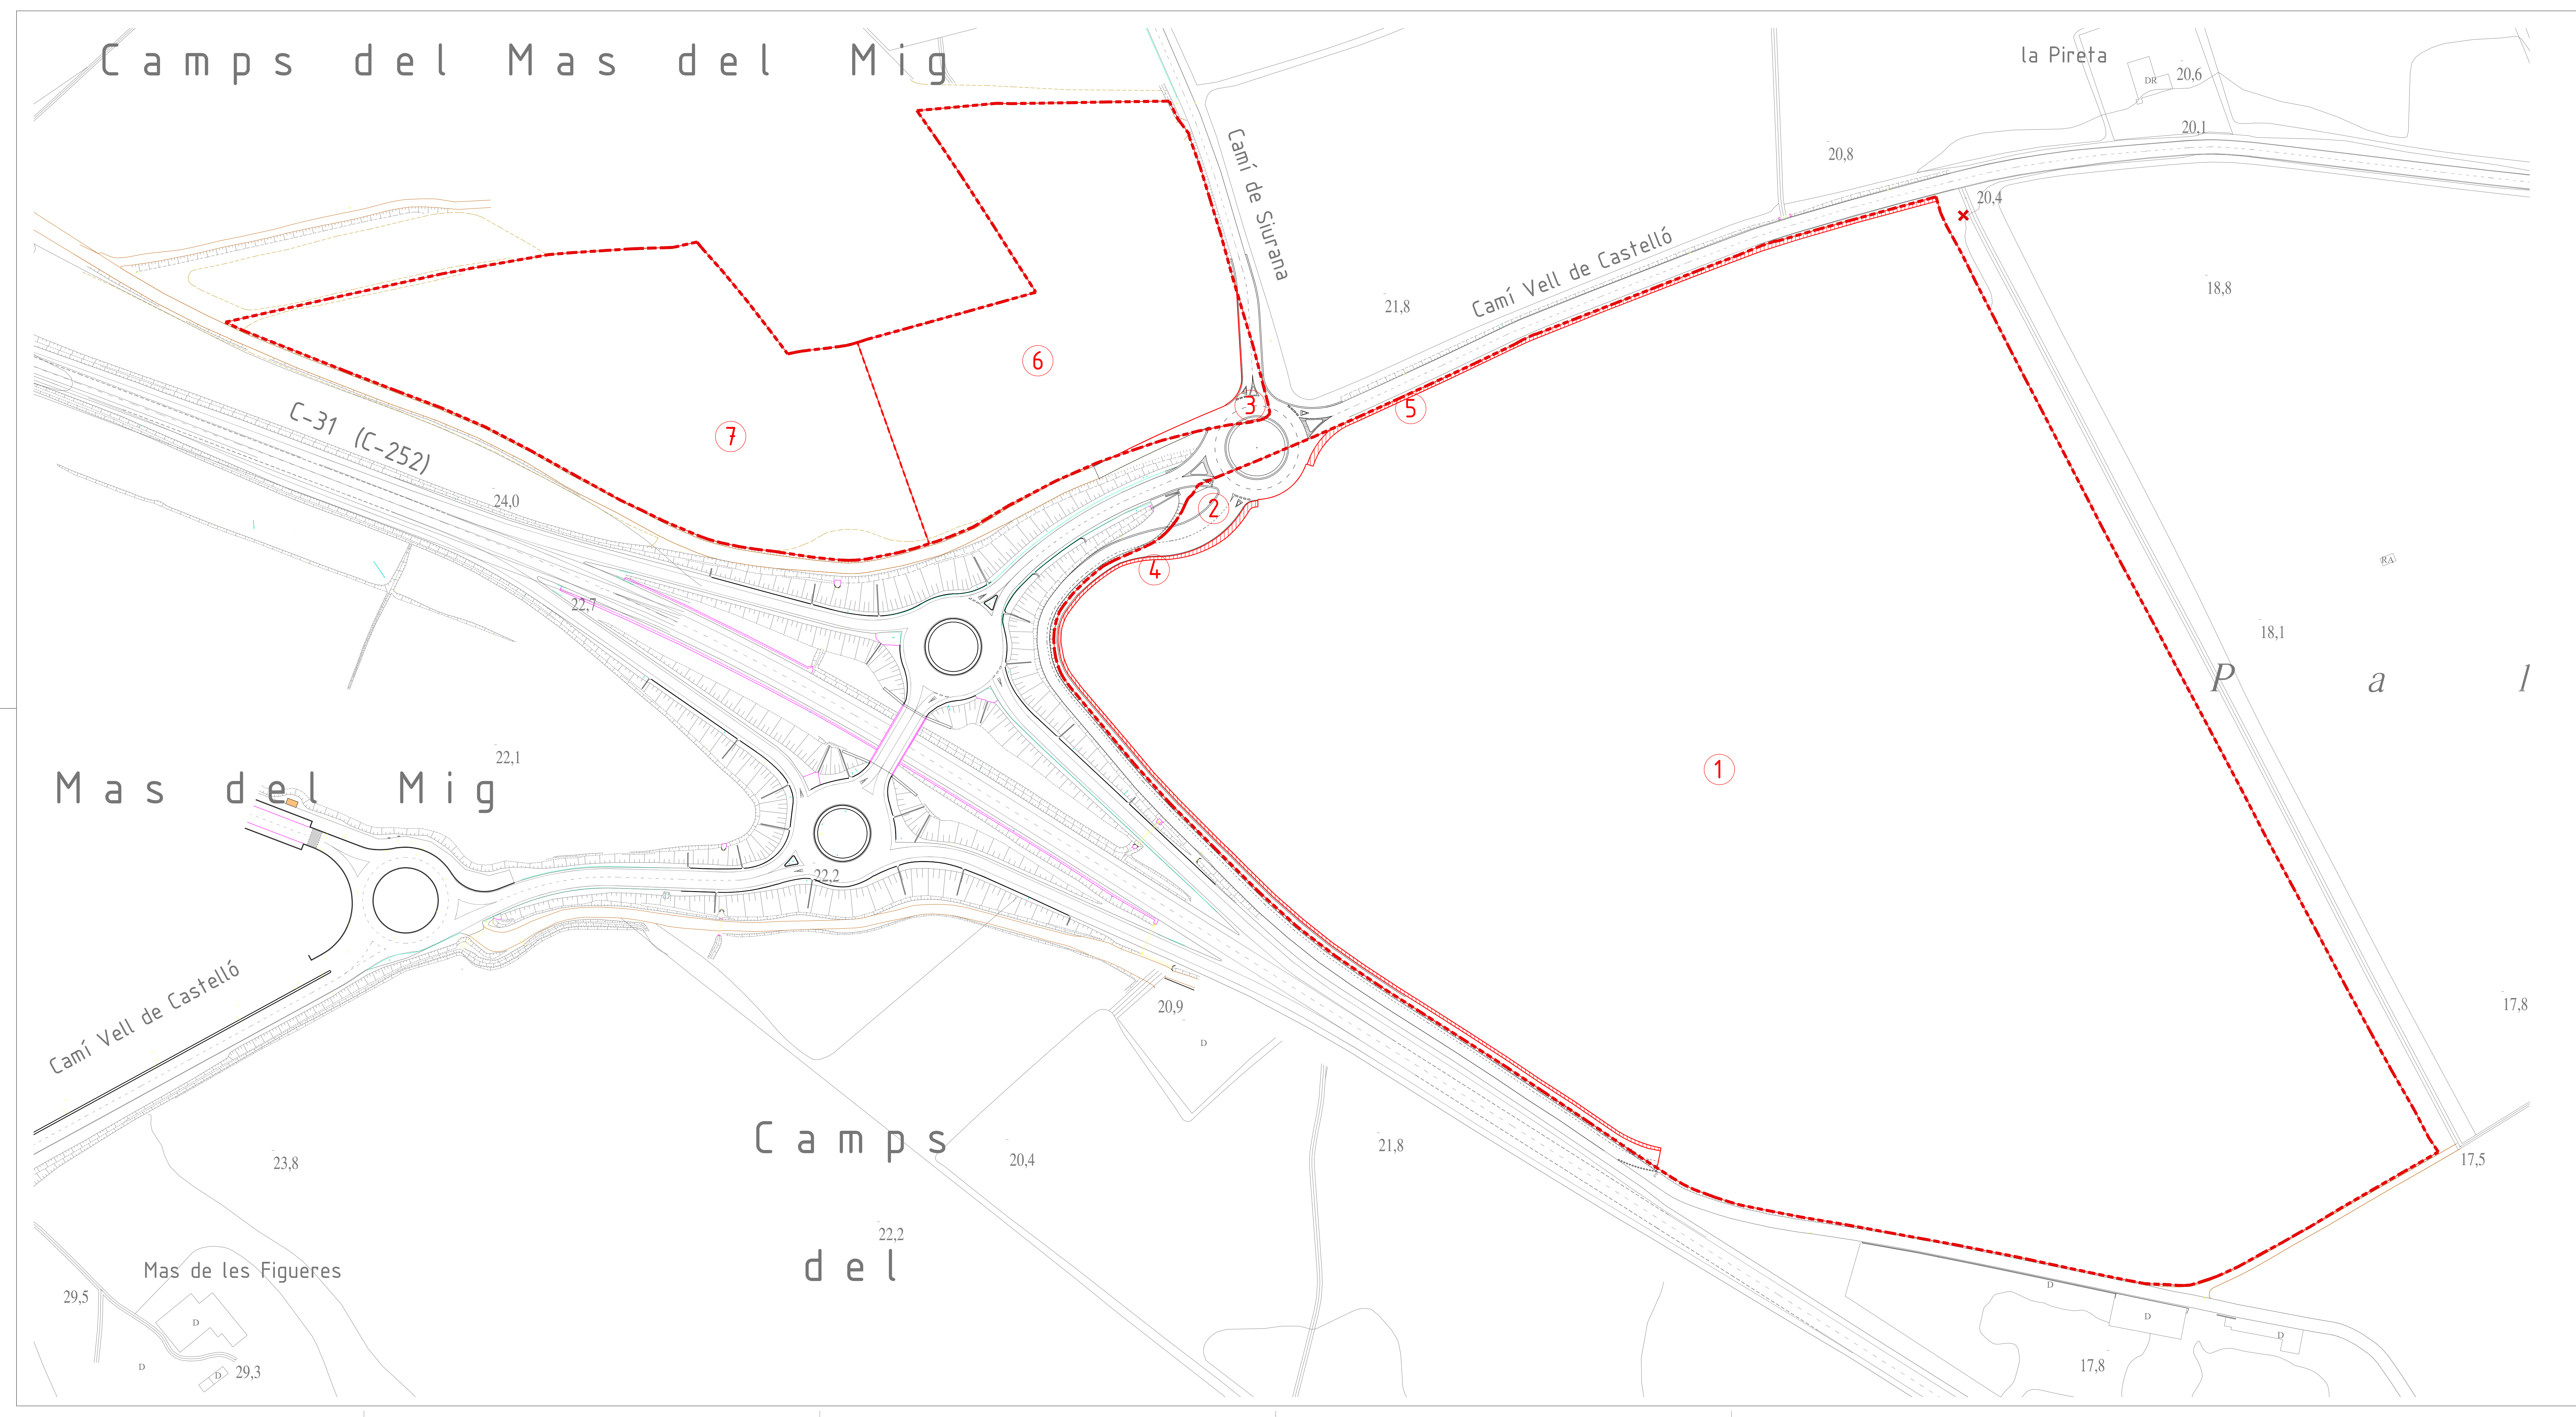 Camps del Mas del Mig
la Pireta
DR
20,6
20,1
20,8
20,4
Camí de Siurana
Camí Vell de Castelló
21,8
18,8
6
3
5
7
C-31 (C-252)
24,0
2
4
RA
22,7
18,1
P a l
22,1
1
Mas del Mig
22,2
Camí Vell de Castelló
20,9
17,8
D
Camps
23,8
20,4
21,8
17,5
22,2
del
Mas de les Figueres
29,5
D
D
D
D
D
29,3
D
17,8